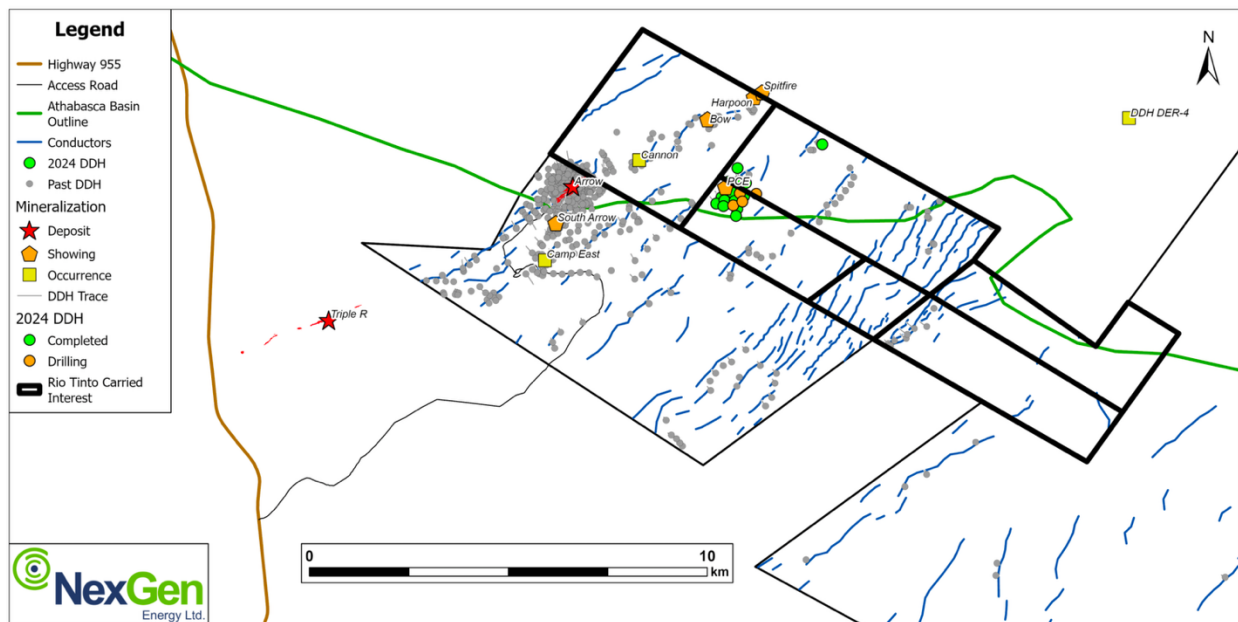 Legend
Highway 955
Access Road
Athabasca Basin
Outline
Conductors
2024 DDH
Past DDH
Mineralization
Deposit
Showing
Occurrence
DDH Trace
2024 DDH
Completed
Drilling
Rio Tinto Carried
Interest
N
Spitfire
Harpoon
Bow
DDH DER-4
Cannon
Arrow
PCE
South Arrow
Camp East
Triple R
0
10
km
NexGen
Energy Ltd.